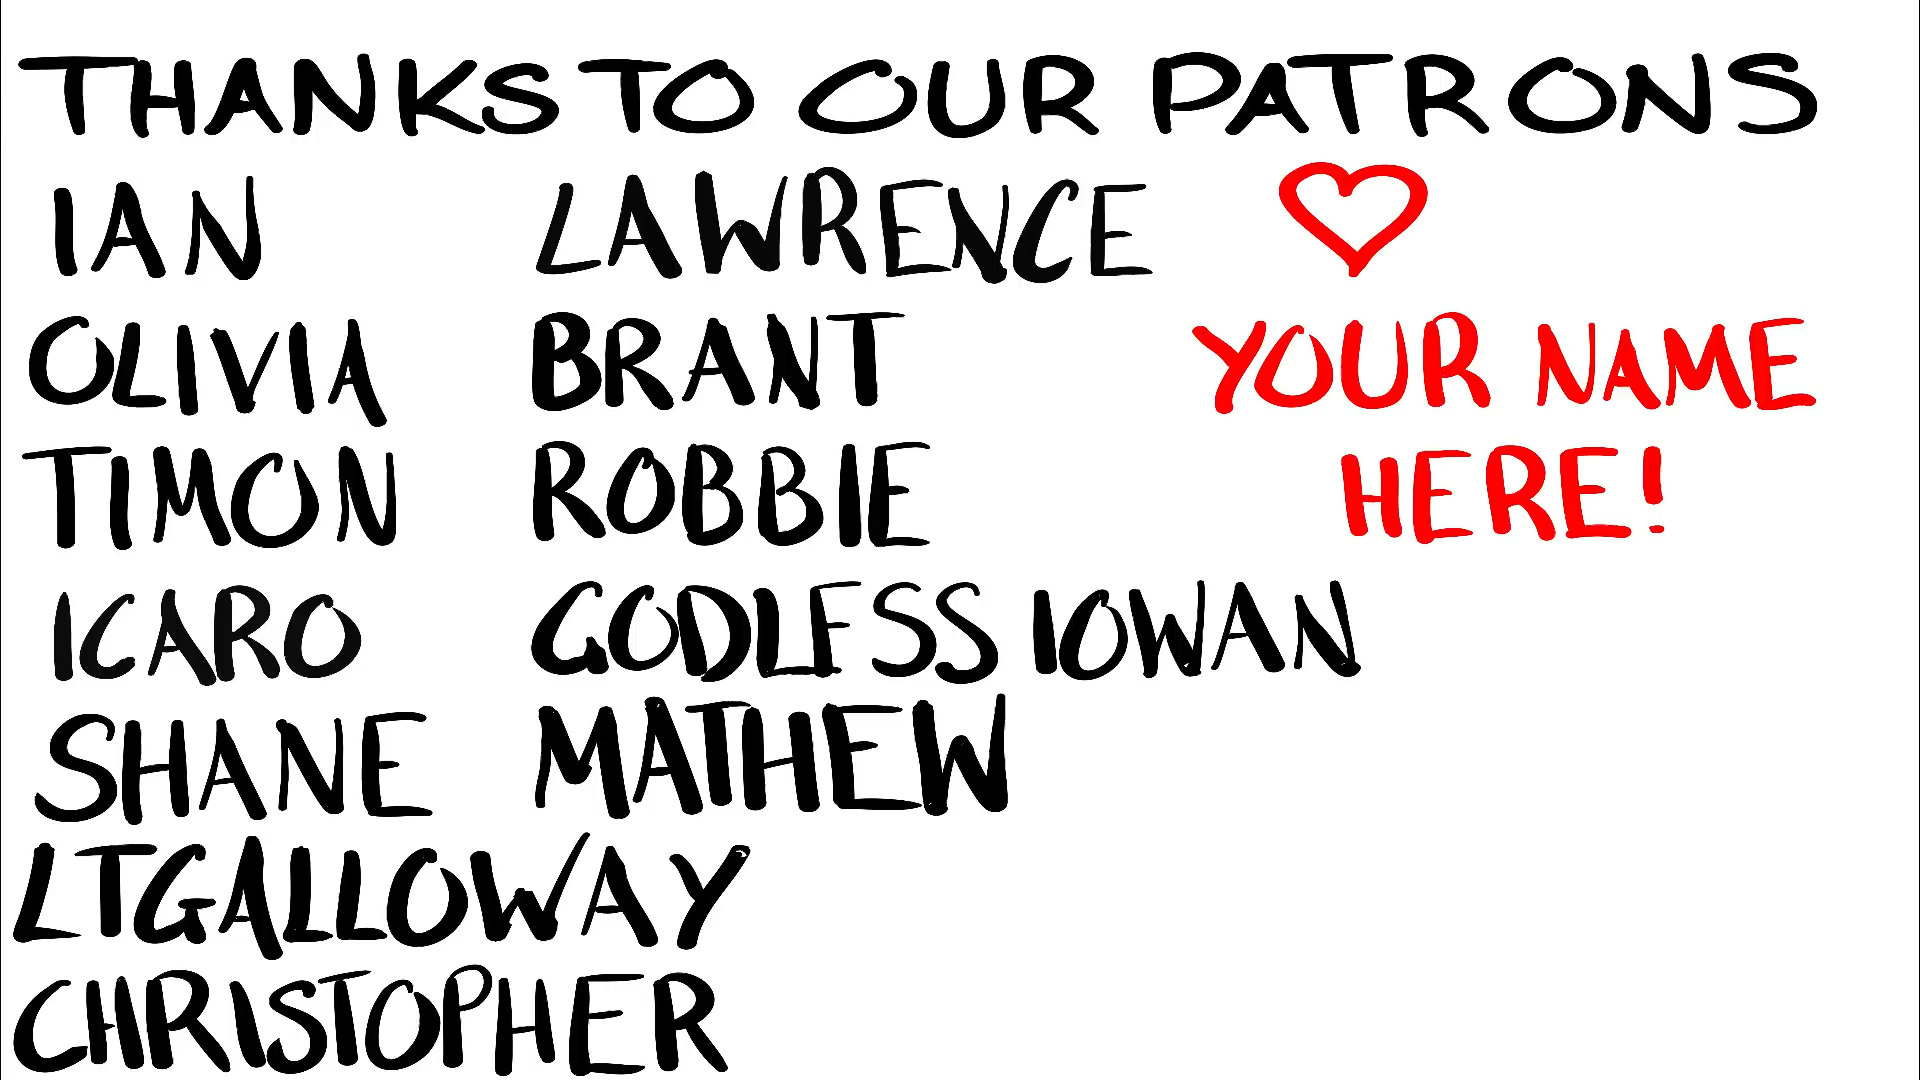 THANKS TO OUR PATRONS
IAN
OLIVIA
TIMON
ICARO
SHANE
LTGALLOWAY
CHRISTOPHER
LAWRENCE
BRANT
ROBBIE
GODLESS IOWAN
MATHEW
YOUR NAME
HERE!